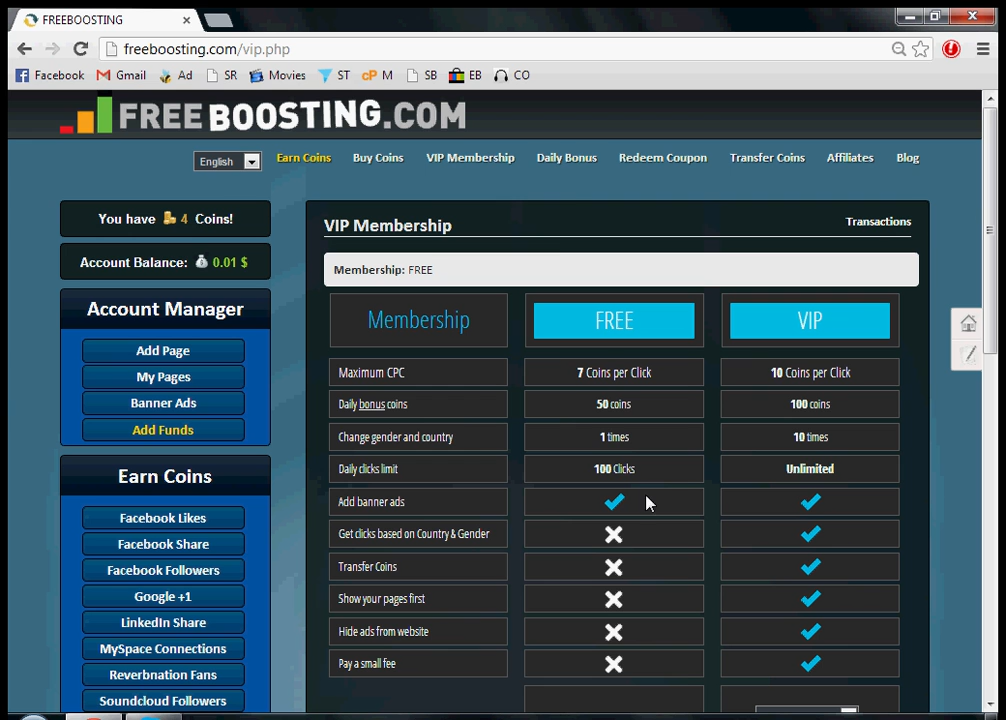 FREEBOOSTING
freeboosting.com/vip.php
Facebook Gmail Ad SR Movies ST cP M SB EB CO
FREEBOOSTING.COM
English Earn Coins Buy Coins VIP Membership Daily Bonus Redeem Coupon Transfer Coins Affiliates Blog
You have 4 Coins!
Account Balance: 0.01 $
Account Manager
Add Page
My Pages
Banner Ads
Add Funds
Earn Coins
Facebook Likes
Facebook Share
Facebook Followers
Google +1
LinkedIn Share
MySpace Connections
Reverbnation Fans
Soundcloud Followers
VIP Membership Transactions
Membership: FREE
Membership FREE VIP
Maximum CPC 7 Coins per Click 10 Coins per Click
Daily bonus coins 50 coins 100 coins
Change gender and country 1 times 10 times
Daily clicks limit 100 Clicks Unlimited
Add banner ads
Get clicks based on Country & Gender
Transfer Coins
Show your pages first
Hide ads from website
Pay a small fee